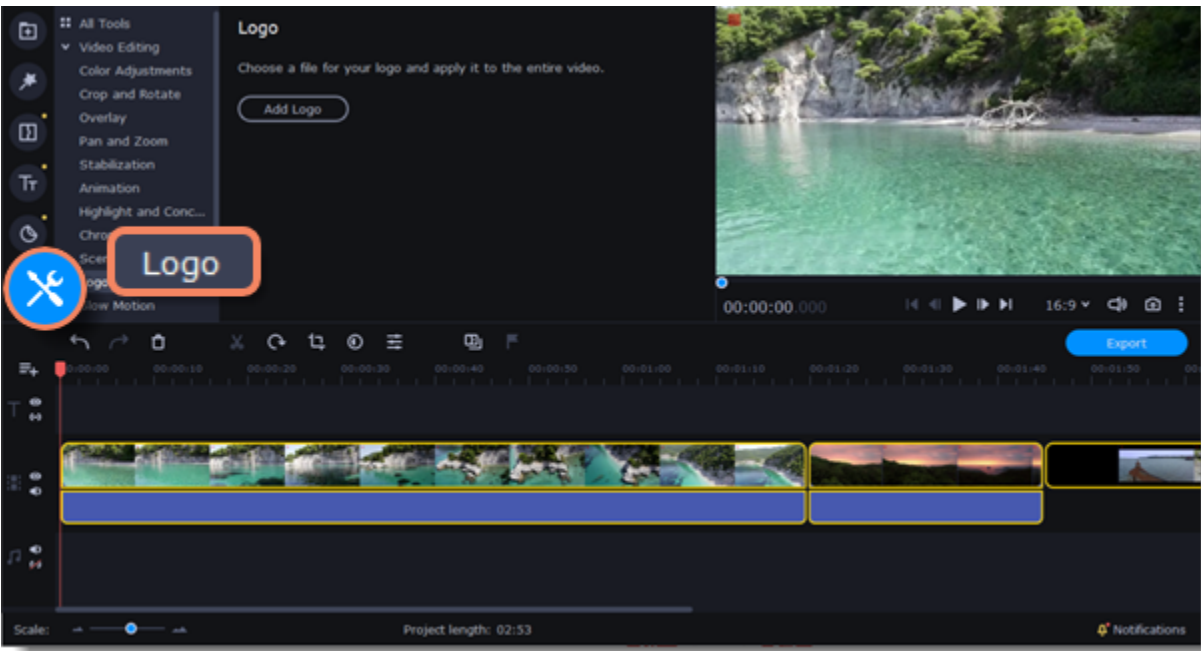 All Tools
Video Editing
Color Adjustments
Crop and Rotate
Overlay
Pan and Zoom
Stabilization
Animation
Highlight and Conc...
Logo
Slow Motion
Logo
Choose a file for your logo and apply it to the entire video.
Add Logo
00:00:00.000
16:9
Export
00:00:00 00:00:10 00:00:20 00:00:30 00:00:40 00:00:50 00:01:00 00:01:10 00:01:20 00:01:30 00:01:40 00:01:50
Scale:
Project length: 02:53
Notifications